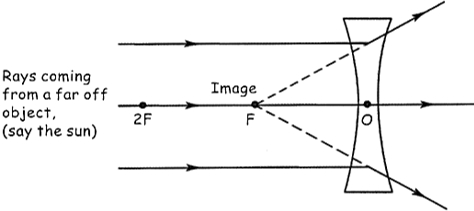 Rays coming
from a far off
object,
(say the sun)
Image
2F
F
O